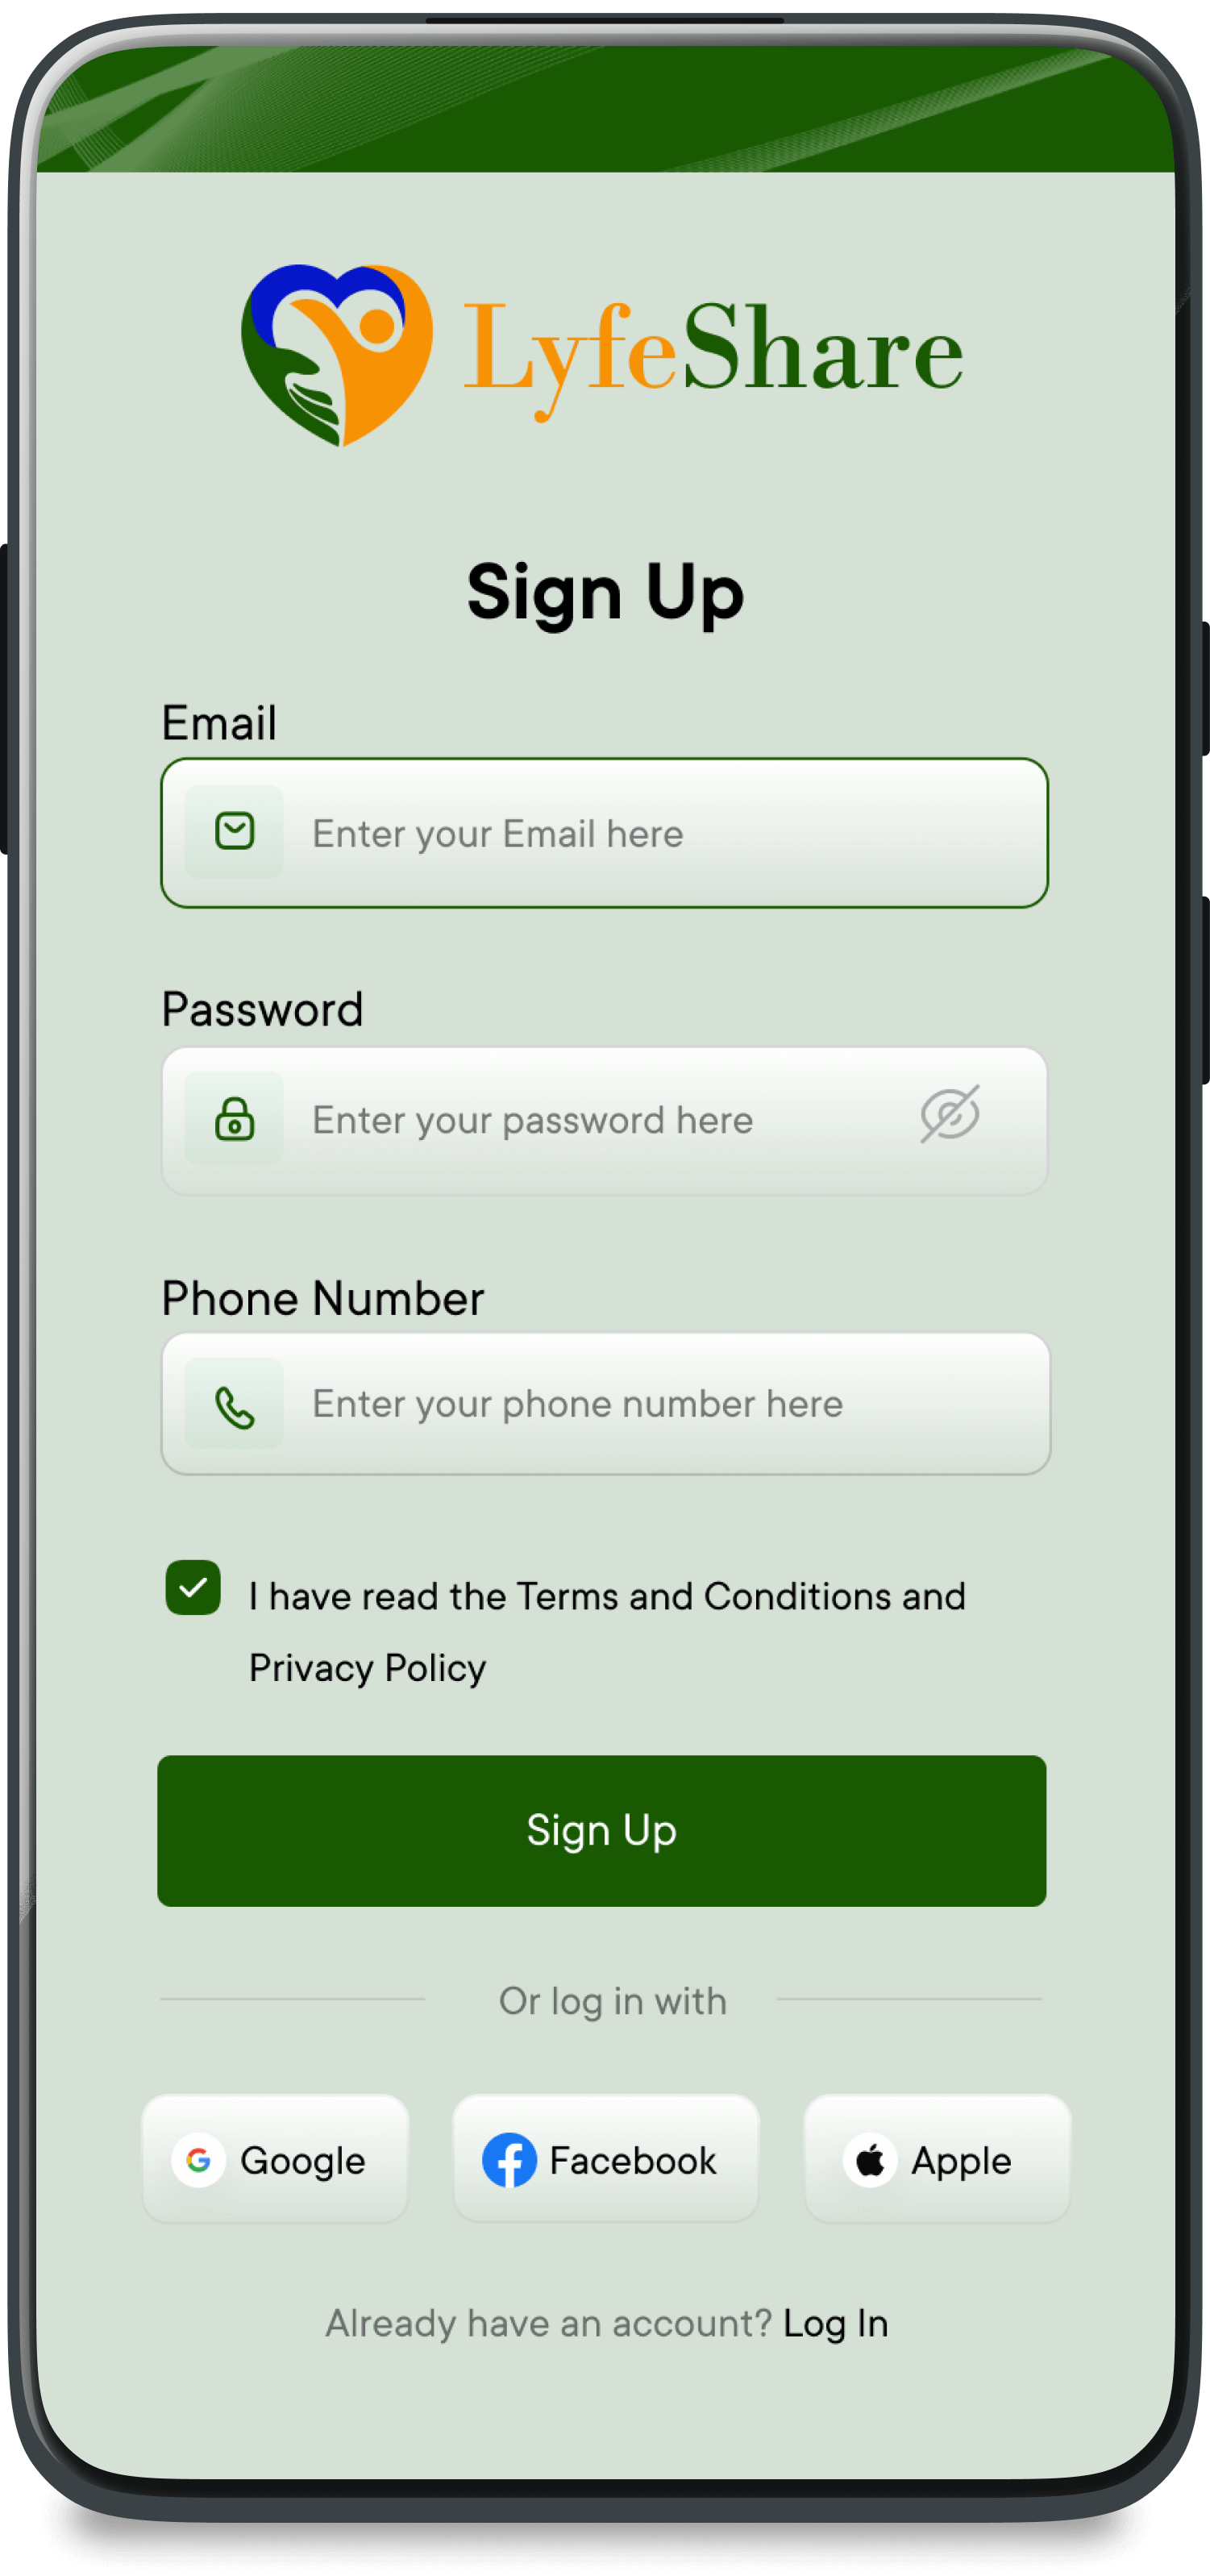 LyfeShare
Sign Up
Email
Enter your Email here
Password
Enter your password here
Phone Number
Enter your phone number here
I have read the Terms and Conditions and
Privacy Policy
Sign Up
Or log in with
Google
Facebook
Apple
Already have an account? Log In